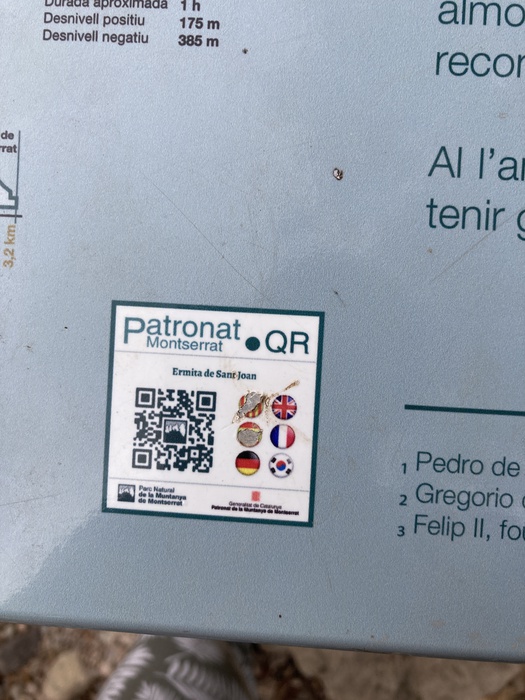 Durada aproximada 1 h
Desnivell positiu 175 m
Desnivell negatiu 385 m
de
rrat
3,2 km
almo
recor
Al l'ar
tenir g
Patronat
Montserrat
QR
Ermita de Sant Joan
Parc Natural
de la Muntanya
de Montserrat
Generalitat de Catalunya
Patronat de la Muntanya de Montserrat
1 Pedro de
2 Gregorio
3 Felip II, fou